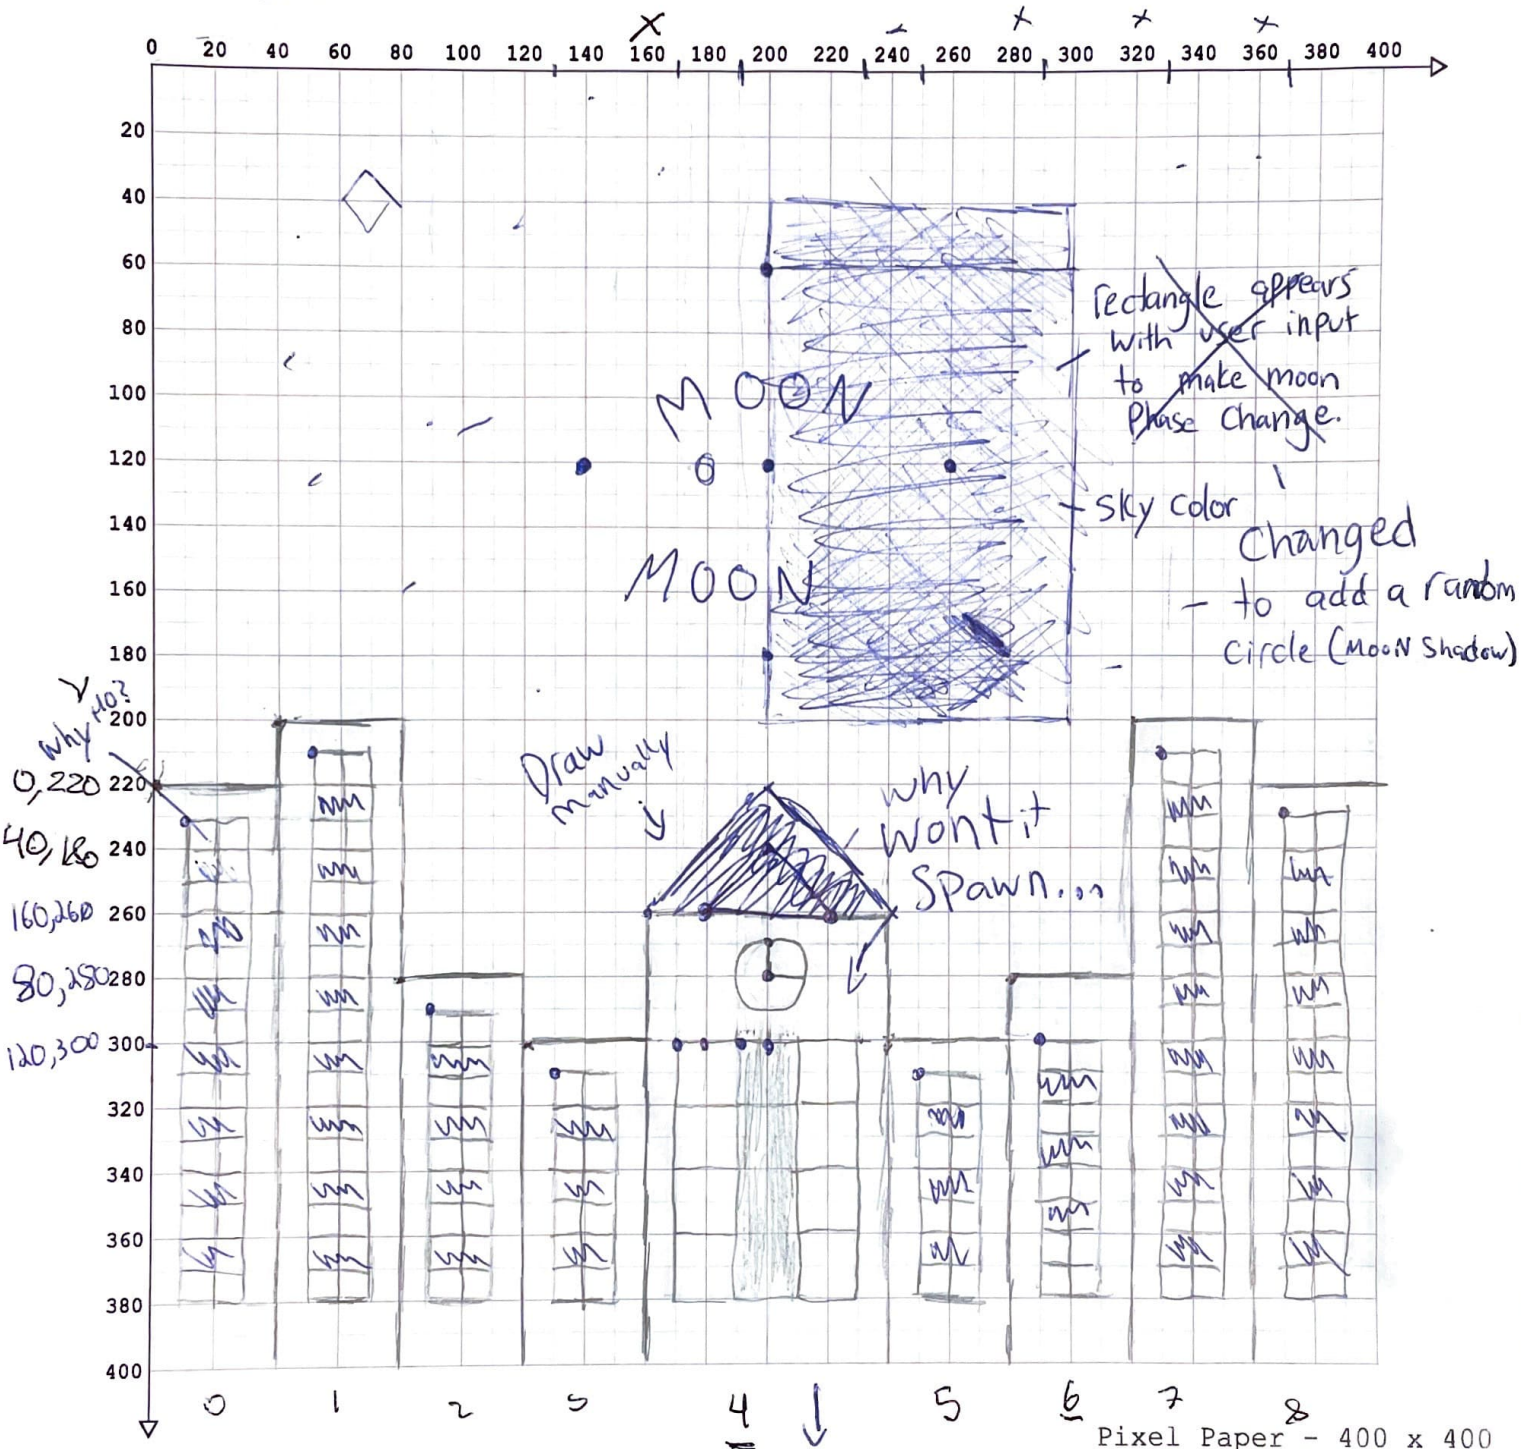 X - x x x
0 20 40 60 80 100 120 140 160 180 200 220 240 260 280 300 320 340 360 380 400
20
40
60
80
100
120
140
160
180
200
220
240
260
280
300
320
340
360
380
400
rectangle appears
with user input
to make moon
Phase Change.
MOON
MOON
- Sky Color
Changed
- to add a random
Circle (MOON Shadow)
why
0,220
40,180
160,260
80,280
120,300
Draw
manually
why
wont it
Spawn...
0 1 2 3 4 5 6 7 8
Pixel Paper - 400 x 400